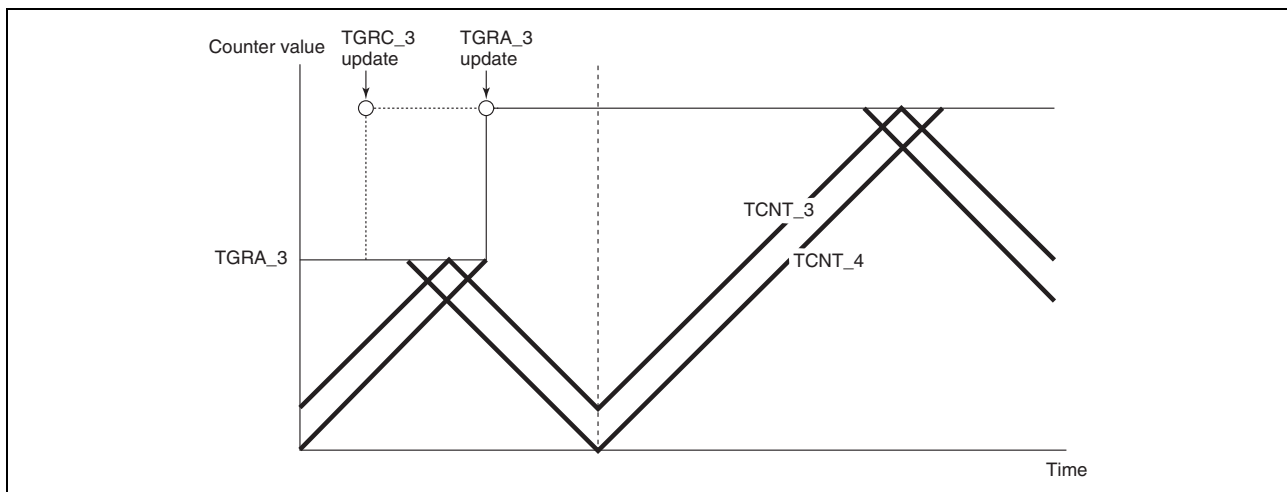 Counter value
TGRC_3
update
TGRA_3
update
TCNT_3
TGRA_3
TCNT_4
Time